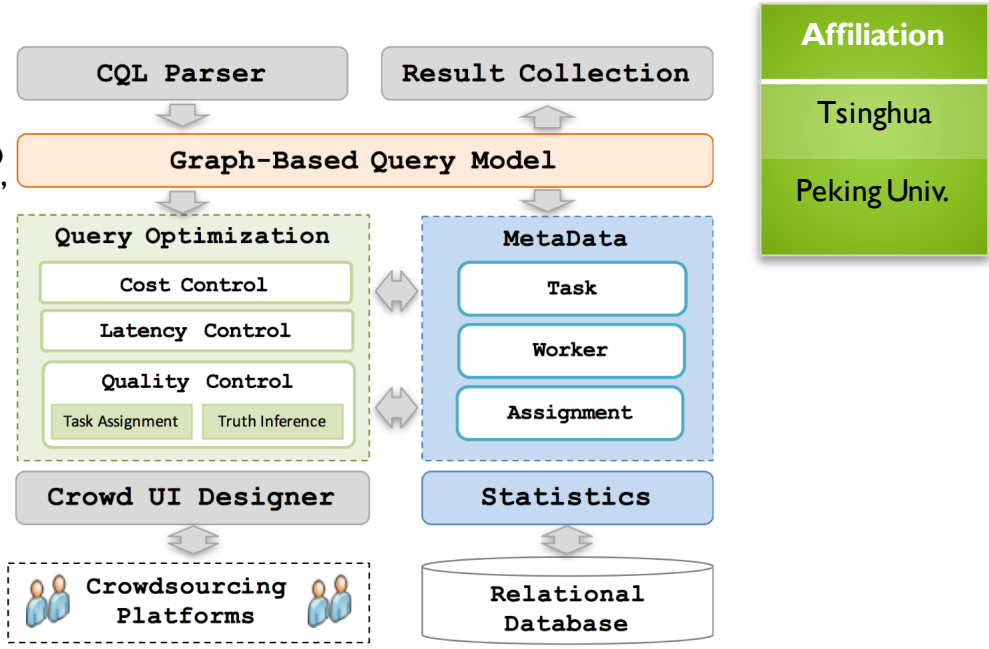 CQL Parser
Result Collection
Graph-Based Query Model
Query Optimization
Cost Control
Latency Control
Quality Control
Task Assignment
Truth Inference
MetaData
Task
Worker
Assignment
Crowd UI Designer
Statistics
Crowdsourcing
Platforms
Relational
Database
Affiliation
Tsinghua
Peking Univ.